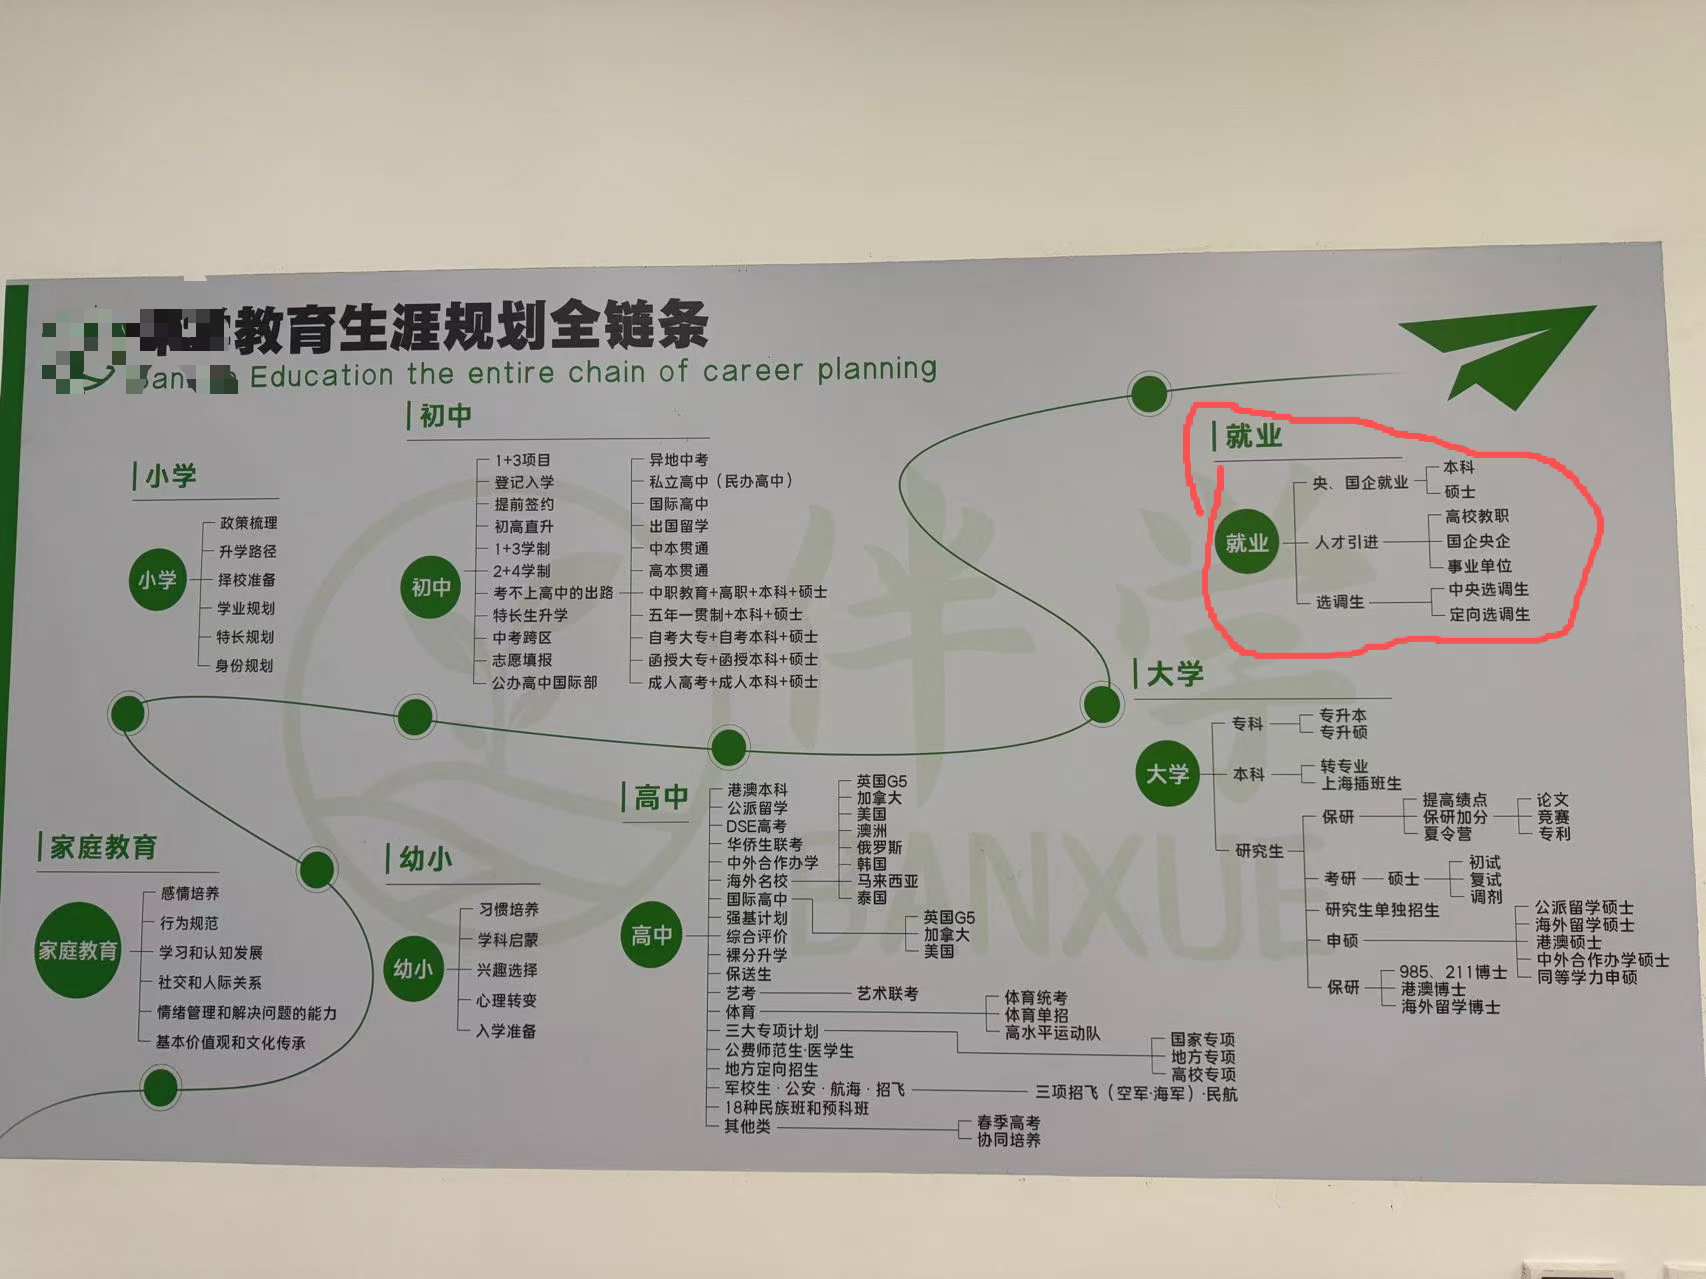 教育生涯规划全链条
Education the entire chain of career planning
小学
小学
政策梳理
升学路径
择校准备
学业规划
特长规划
身份规划
初中
初中
1+3项目
登记入学
提前签约
初高直升
1+3学制
2+4学制
考不上高中的出路
特长生升学
中考跨区
志愿填报
公办高中国际部
异地中考
私立高中（民办高中）
国际高中
出国留学
中本贯通
高本贯通
中职教育+高职+本科+硕士
五年一贯制+本科+硕士
自考大专+自考本科+硕士
函授大专+函授本科+硕士
成人高考+成人本科+硕士
就业
就业
央、国企就业
本科
硕士
人才引进
高校教职
国企央企
事业单位
选调生
中央选调生
定向选调生
大学
大学
专科
专升本
专升硕
本科
转专业
上海插班生
研究生
保研
提高绩点
保研加分
夏令营
论文
竞赛
专利
考研
硕士
初试
复试
调剂
研究生单独招生
申硕
公派留学硕士
海外留学硕士
港澳硕士
中外合作办学硕士
同等学力申硕
保研
985、211博士
港澳博士
海外留学博士
家庭教育
家庭教育
感情培养
行为规范
学习和认知发展
社交和人际关系
情绪管理和解决问题的能力
基本价值观和文化传承
幼小
幼小
习惯培养
学科启蒙
兴趣选择
心理转变
入学准备
高中
高中
港澳本科
公派留学
DSE高考
华侨生联考
中外合作办学
海外名校
国际高中
强基计划
综合评价
裸分升学
保送生
艺考
体育
三大专项计划
公费师范生·医学生
地方定向招生
军校生·公安·航海·招飞
18种民族班和预科班
其他类
英国G5
加拿大
美国
澳洲
俄罗斯
韩国
马来西亚
泰国
英国G5
加拿大
美国
艺术联考
体育统考
体育单招
高水平运动队
国家专项
地方专项
高校专项
三项招飞（空军·海军）·民航
春季高考
协同培养
伴学
BANXUE